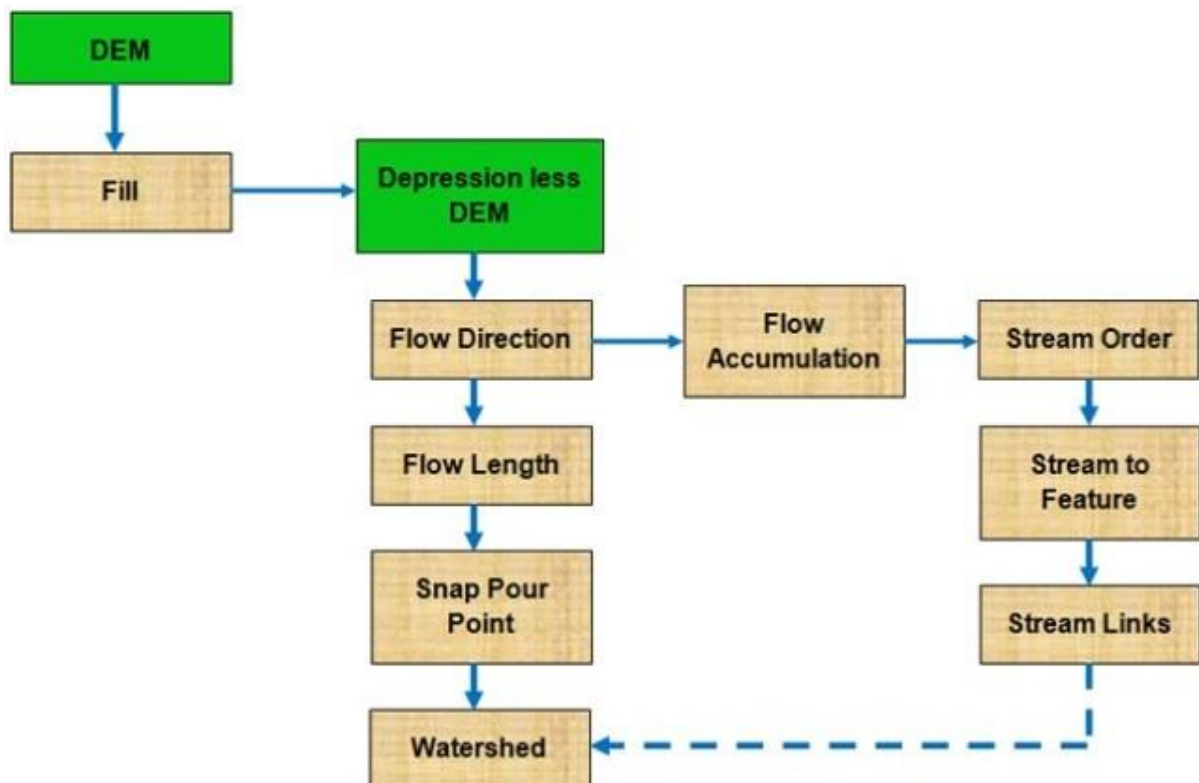 DEM
Fill
Depression less
DEM
Flow Direction
Flow
Accumulation
Stream Order
Flow Length
Stream to
Feature
Snap Pour
Point
Stream Links
Watershed